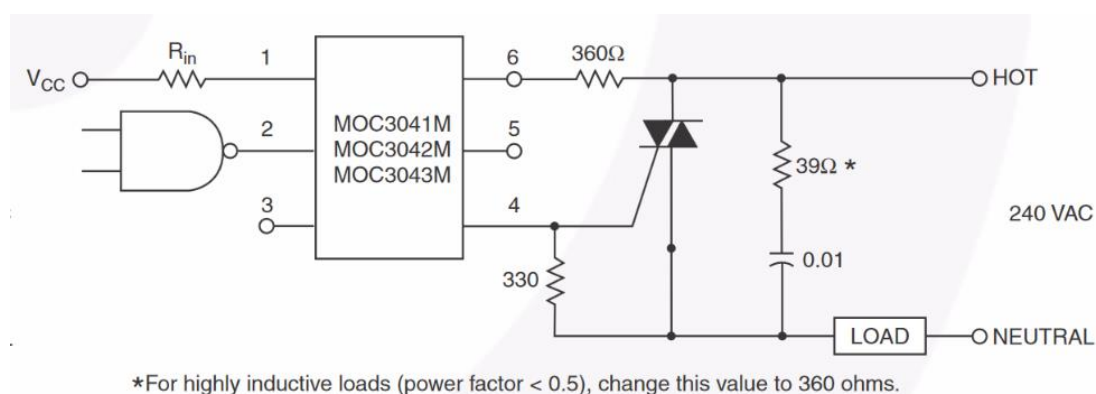 R_in
1
V_CC
2
3
MOC3041M
MOC3042M
MOC3043M
6
360Ω
5
4
330
HOT
39Ω *
240 VAC
0.01
LOAD
NEUTRAL
*For highly inductive loads (power factor < 0.5), change this value to 360 ohms.